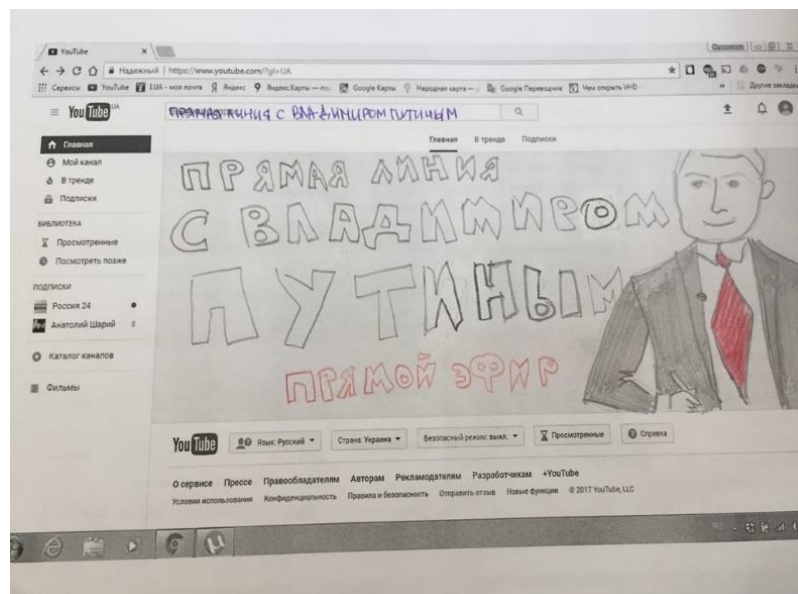 YouTube
Надежный | https://www.youtube.com/?gl=UA
Сервисы YouTube Яндекс Яндекс.Карты Google Карты Народная карта Google Переводчик Чем открыть VHD Другие закладки
YouTube UA ПРЯМАЯ ЛИНИЯ С ВЛАДИМИРОМ ПУТИНЫМ
Главная В тренде Подписки
Главная
Мой канал
В тренде
Подписки
БИБЛИОТЕКА
Просмотренные
Посмотреть позже
ПОДПИСКИ
Россия 24
Анатолий Шарий
Каталог каналов
Фильмы
ПРЯМАЯ ЛИНИЯ
С ВЛАДИМИРОМ
ПУТИНЫМ
ПРЯМОЙ ЭФИР
YouTube Язык: Русский Страна: Украина Безопасный режим: выкл. Просмотренные Справка
О сервисе Прессе Правообладателям Авторам Рекламодателям Разработчикам +YouTube
Условия использования Конфиденциальность Правила и безопасность Отправить отзыв Новые функции © 2017 YouTube, LLC